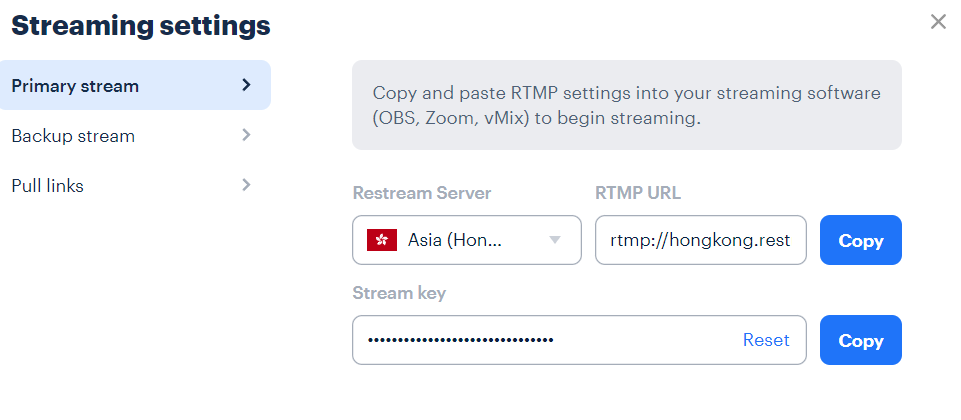 Streaming settings
Primary stream
Backup stream
Pull links
Copy and paste RTMP settings into your streaming software
(OBS, Zoom, vMix) to begin streaming.
Restream Server
RTMP URL
Asia (Hon...
rtmp://hongkong.rest
Copy
Stream key
•••••••••••••••••••••••••••••••
Reset
Copy